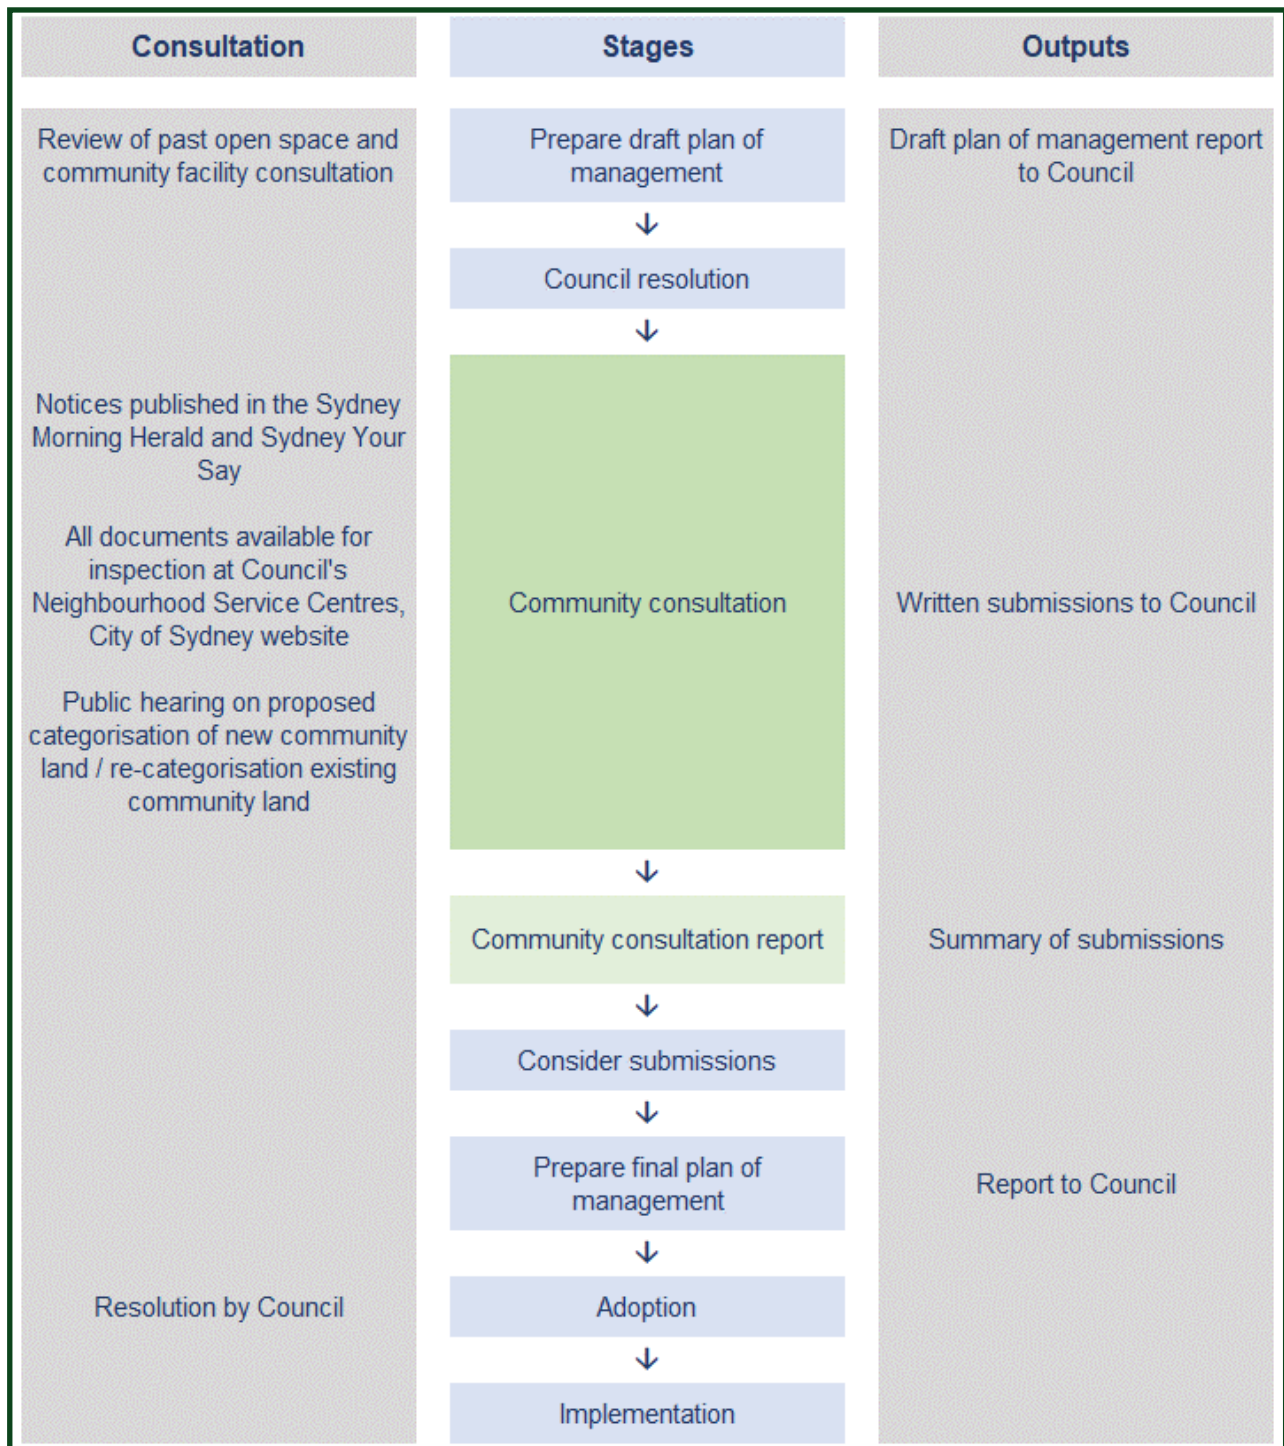 Consultation
Stages
Outputs
Review of past open space and
community facility consultation
Prepare draft plan of
management
Draft plan of management report
to Council
↓
Council resolution
↓
Notices published in the Sydney
Morning Herald and Sydney Your
Say
All documents available for
inspection at Council's
Neighbourhood Service Centres,
City of Sydney website
Public hearing on proposed
categorisation of new community
land / re-categorisation existing
community land
Community consultation
Written submissions to Council
↓
Community consultation report
Summary of submissions
↓
Consider submissions
↓
Prepare final plan of
management
Report to Council
↓
Resolution by Council
Adoption
↓
Implementation